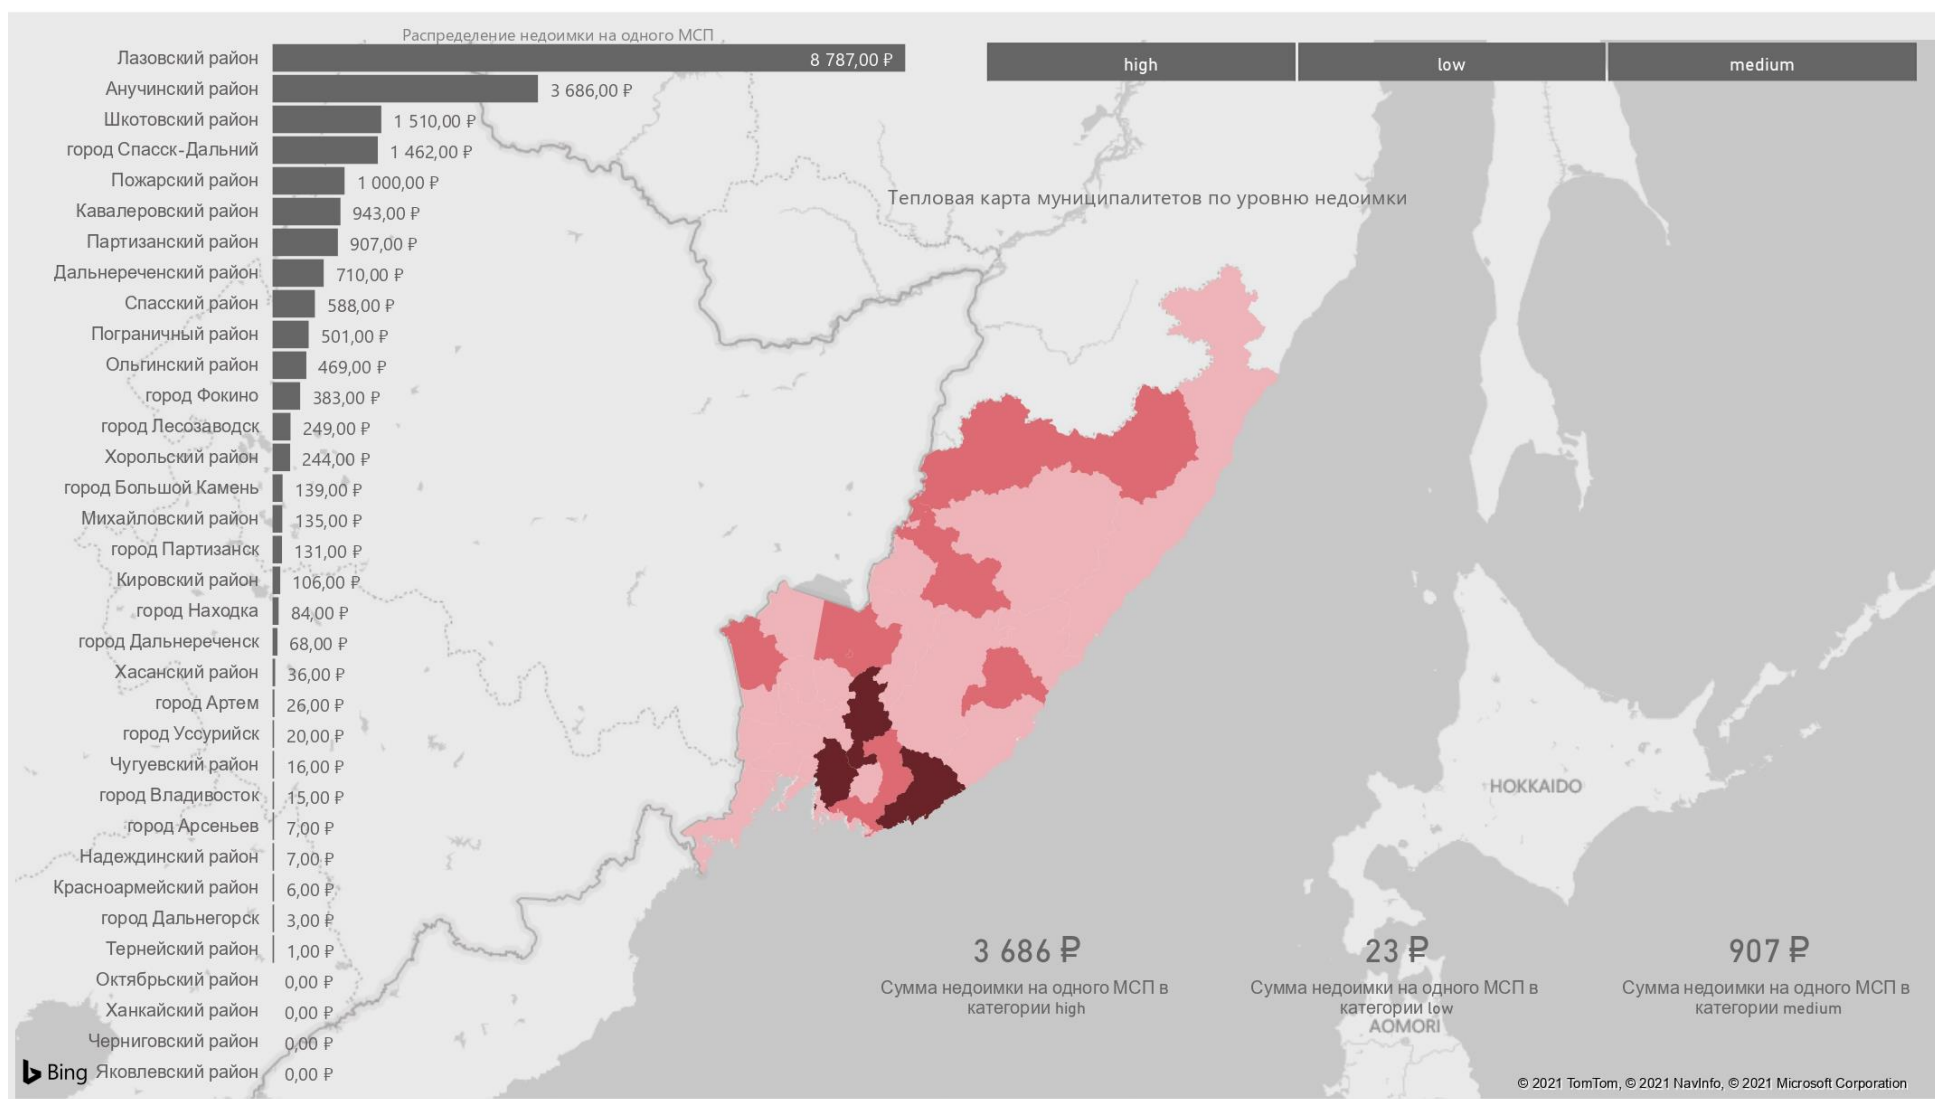 Распределение недоимки на одного МСП
Лазовский район 8 787,00 ₽
Анучинский район 3 686,00 ₽
Шкотовский район 1 510,00 ₽
город Спасск-Дальний 1 462,00 ₽
Пожарский район 1 000,00 ₽
Кавалеровский район 943,00 ₽
Партизанский район 907,00 ₽
Дальнереченский район 710,00 ₽
Спасский район 588,00 ₽
Пограничный район 501,00 ₽
Ольгинский район 469,00 ₽
город Фокино 383,00 ₽
город Лесозаводск 249,00 ₽
Хорольский район 244,00 ₽
город Большой Камень 139,00 ₽
Михайловский район 135,00 ₽
город Партизанск 131,00 ₽
Кировский район 106,00 ₽
город Находка 84,00 ₽
город Дальнереченск 68,00 ₽
Хасанский район 36,00 ₽
город Артем 26,00 ₽
город Уссурийск 20,00 ₽
Чугуевский район 16,00 ₽
город Владивосток 15,00 ₽
город Арсеньев 7,00 ₽
Надеждинский район 7,00 ₽
Красноармейский район 6,00 ₽
город Дальнегорск 3,00 ₽
Тернейский район 1,00 ₽
Октябрьский район 0,00 ₽
Ханкайский район 0,00 ₽
Черниговский район 0,00 ₽
Яковлевский район 0,00 ₽
Bing
high low medium
Тепловая карта муниципалитетов по уровню недоимки
HOKKAIDO
3 686 ₽
Сумма недоимки на одного МСП в
категории high
23 ₽
Сумма недоимки на одного МСП в
категории low
AOMORI
907 ₽
Сумма недоимки на одного МСП в
категории medium
© 2021 TomTom, © 2021 NavInfo, © 2021 Microsoft Corporation